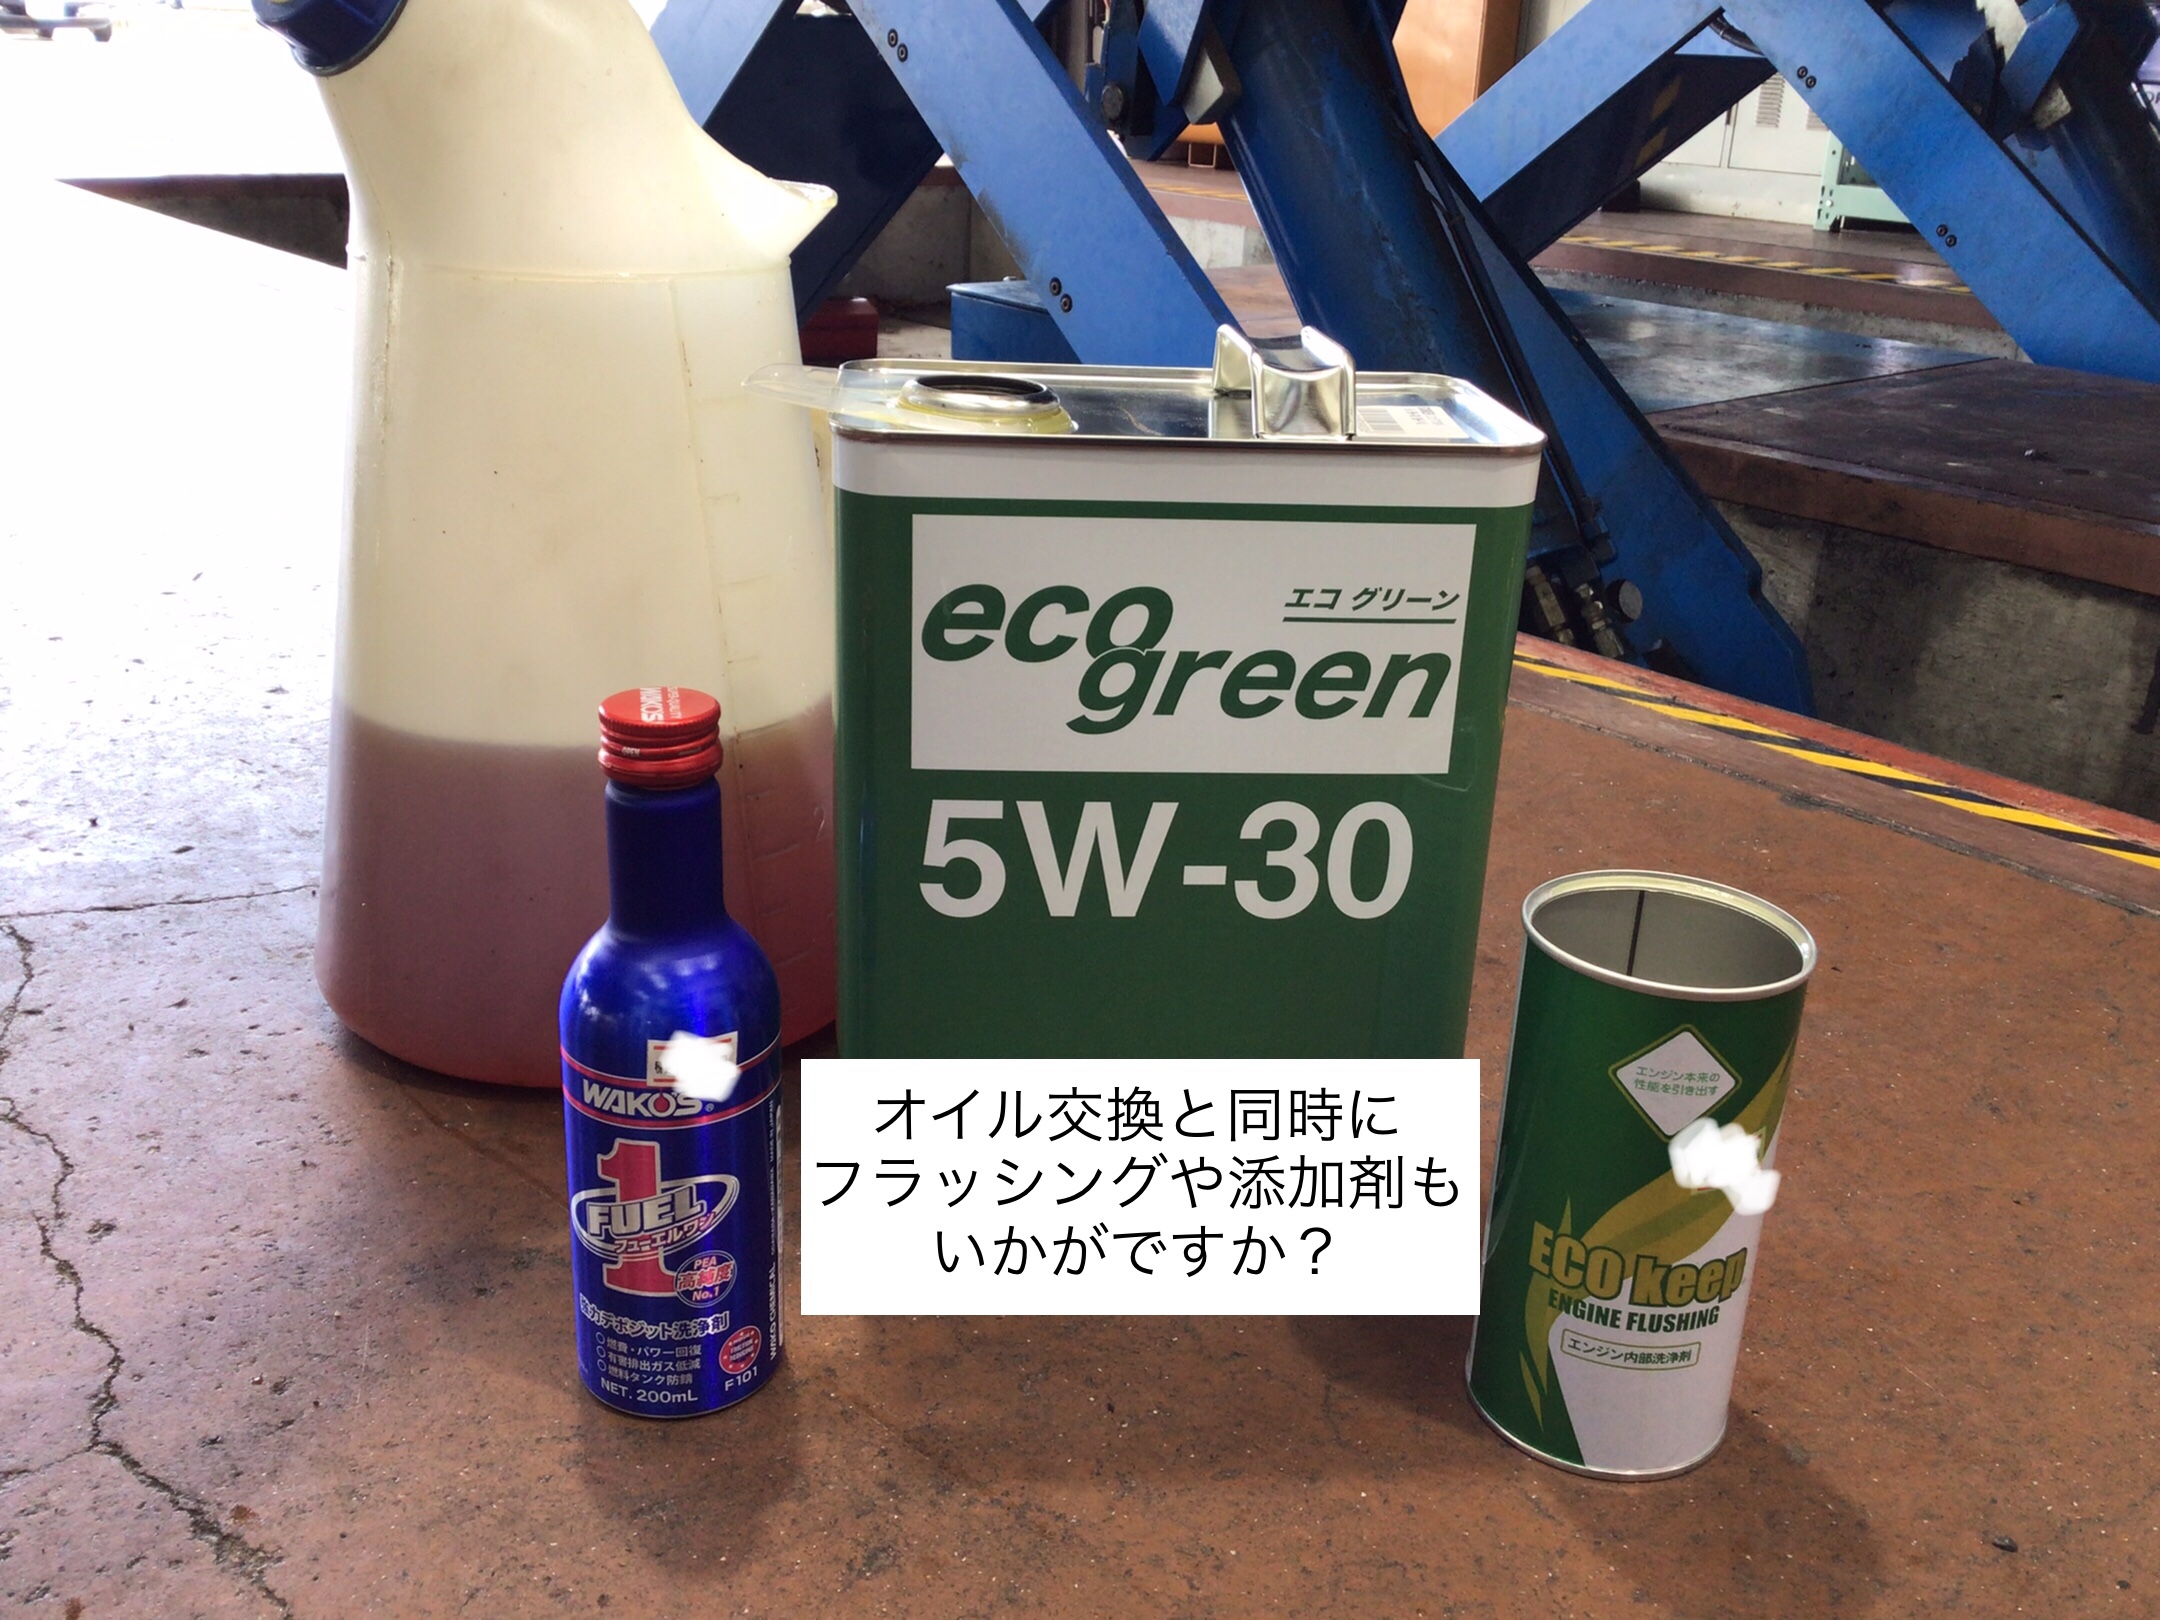 eco
エコ グリーン
green
5W-30
SUPER QUALITY
WAKO'S
OPEN
WAKO'S®
1
FUEL
フューエルワン
PEA
高純度
No.1
強力デポジット洗浄剤
○燃費・パワー回復
○有害排出ガス低減
○燃料タンク防錆
NET. 200mL
F101
WAKO CHEMICAL
オイル交換と同時に
フラッシングや添加剤も
いかがですか？
エンジン本来の
性能を引き出す
ECO keep
ENGINE FLUSHING
エンジン内部洗浄剤